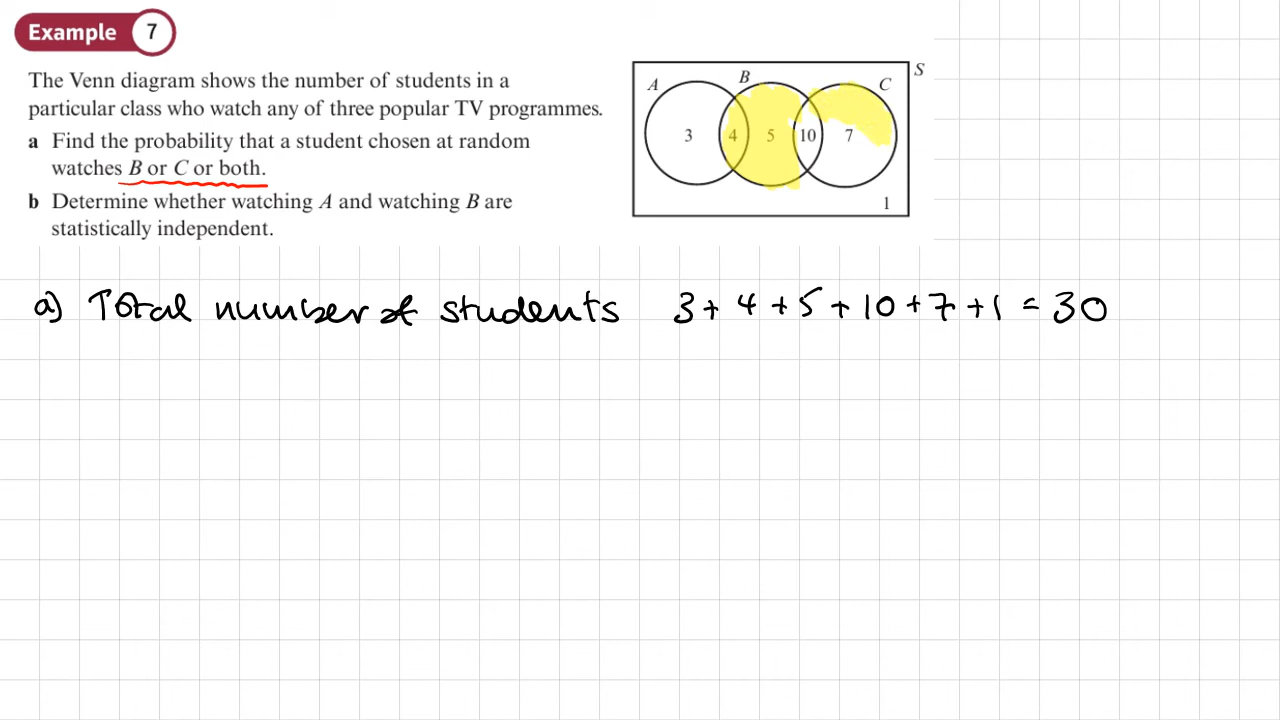 Example 7
The Venn diagram shows the number of students in a
particular class who watch any of three popular TV programmes.
a Find the probability that a student chosen at random
watches B or C or both.
b Determine whether watching A and watching B are
statistically independent.
A B C S
3 4 5 10 7
1
a) Total number of students 3 + 4 + 5 + 10 + 7 + 1 = 30